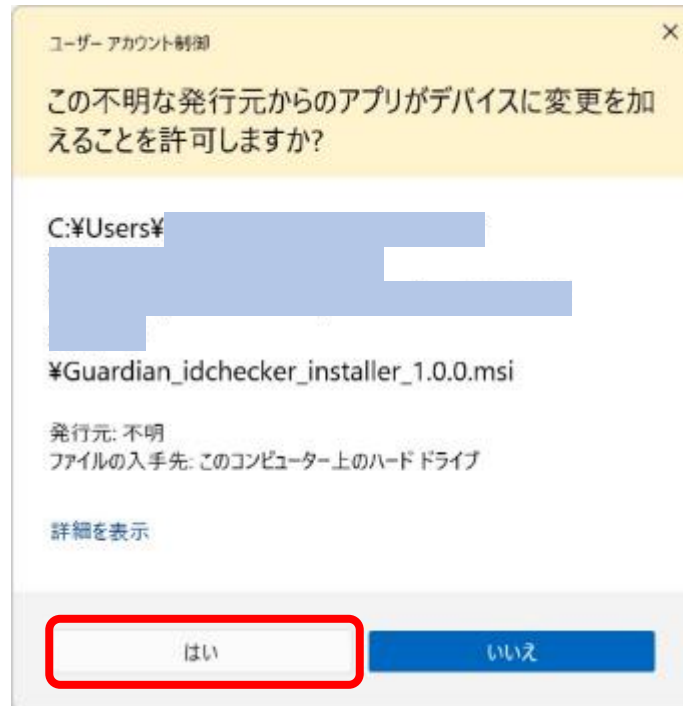 ユーザー アカウント制御
×
この不明な発行元からのアプリがデバイスに変更を加
えることを許可しますか?
C:¥Users¥
¥Guardian_idchecker_installer_1.0.0.msi
発行元: 不明
ファイルの入手先: このコンピューター上のハード ドライブ
詳細を表示
はい
いいえ